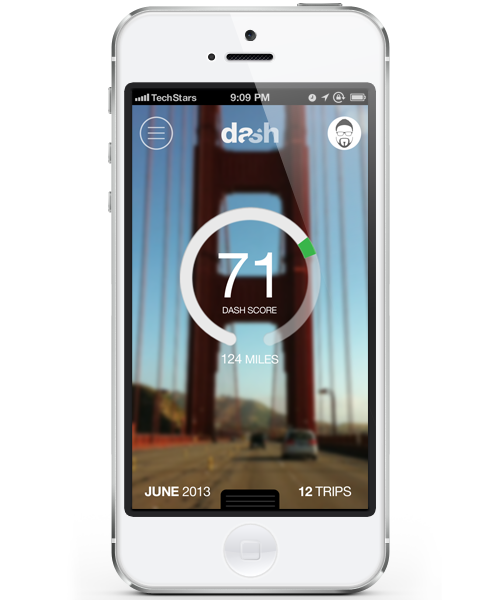 TechStars 9:09 PM
dash
71
DASH SCORE
124 MILES
JUNE 2013 12 TRIPS